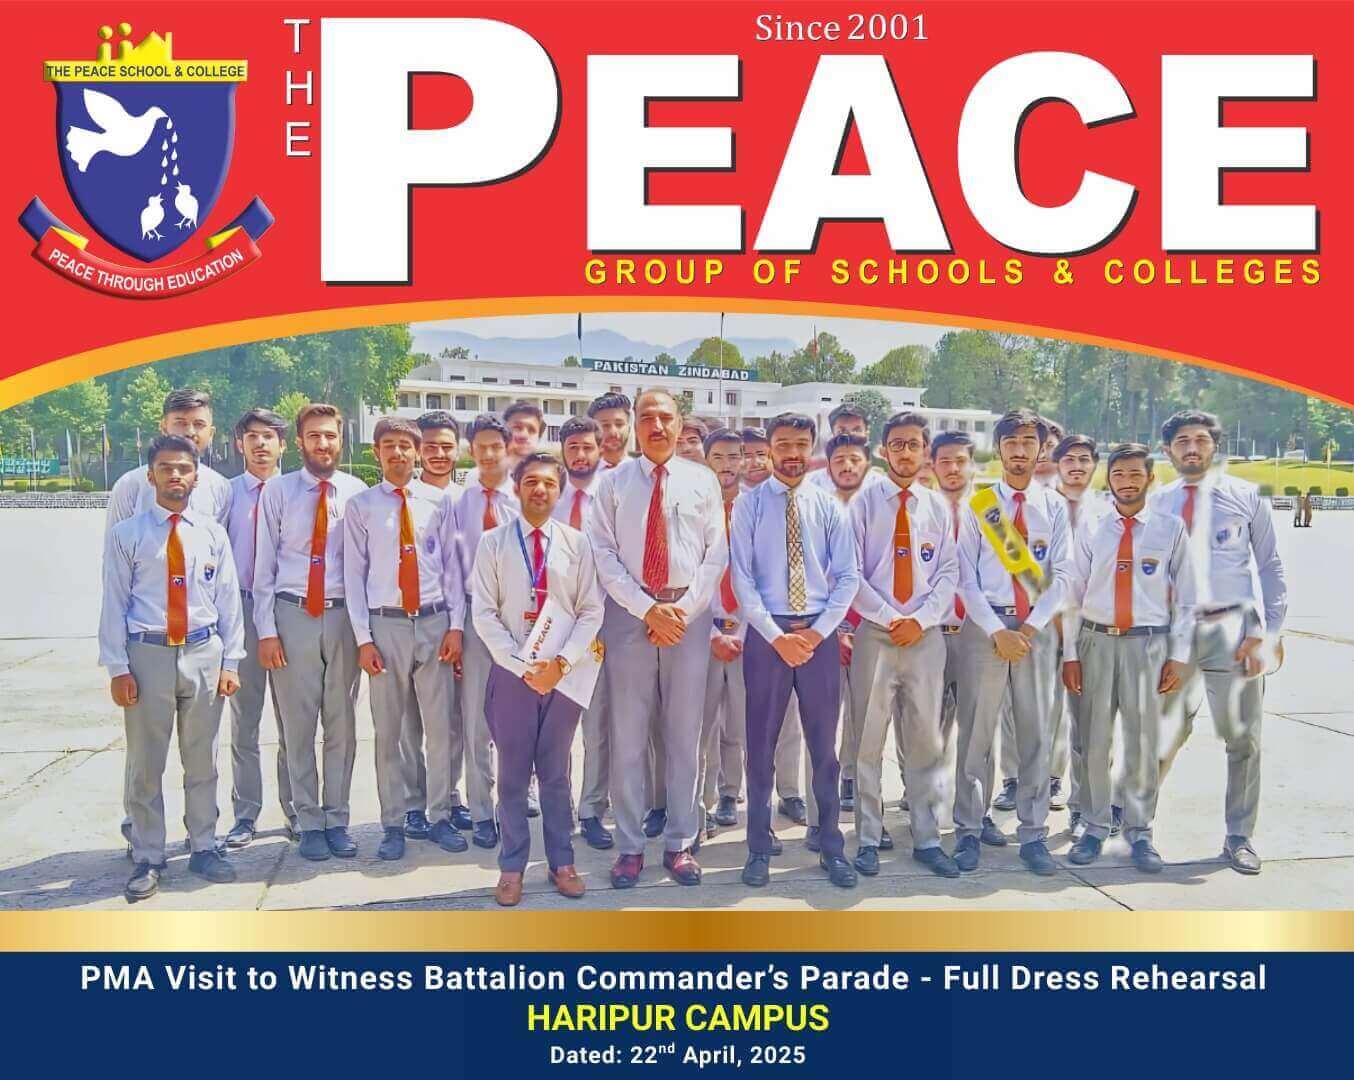 THE PEACE SCHOOL & COLLEGE
PEACE THROUGH EDUCATION
THE
Since 2001
PEACE
GROUP OF SCHOOLS & COLLEGES
PAKISTAN ZINDABAD
PEACE
PMA Visit to Witness Battalion Commander's Parade - Full Dress Rehearsal
HARIPUR CAMPUS
Dated: 22nd April, 2025